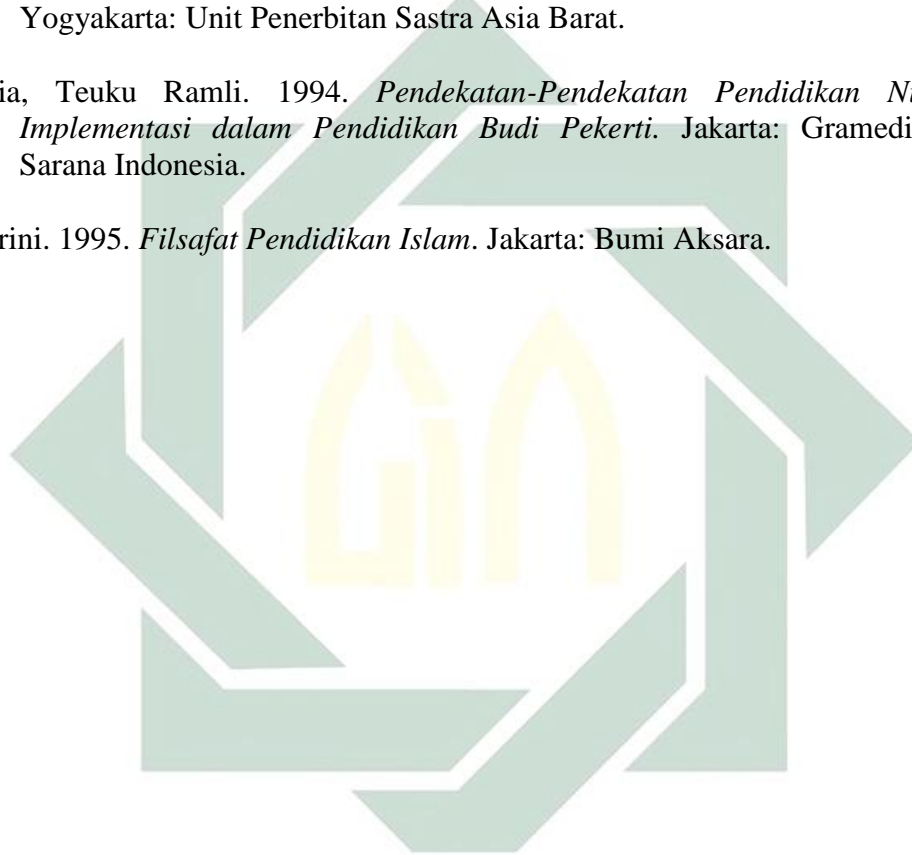 Yogyakarta: Unit Penerbitan Sastra Asia Barat.
ia, Teuku Ramli. 1994. Pendekatan-Pendekatan Pendidikan Ni
Implementasi dalam Pendidikan Budi Pekerti. Jakarta: Gramedi
Sarana Indonesia.
rini. 1995. Filsafat Pendidikan Islam. Jakarta: Bumi Aksara.